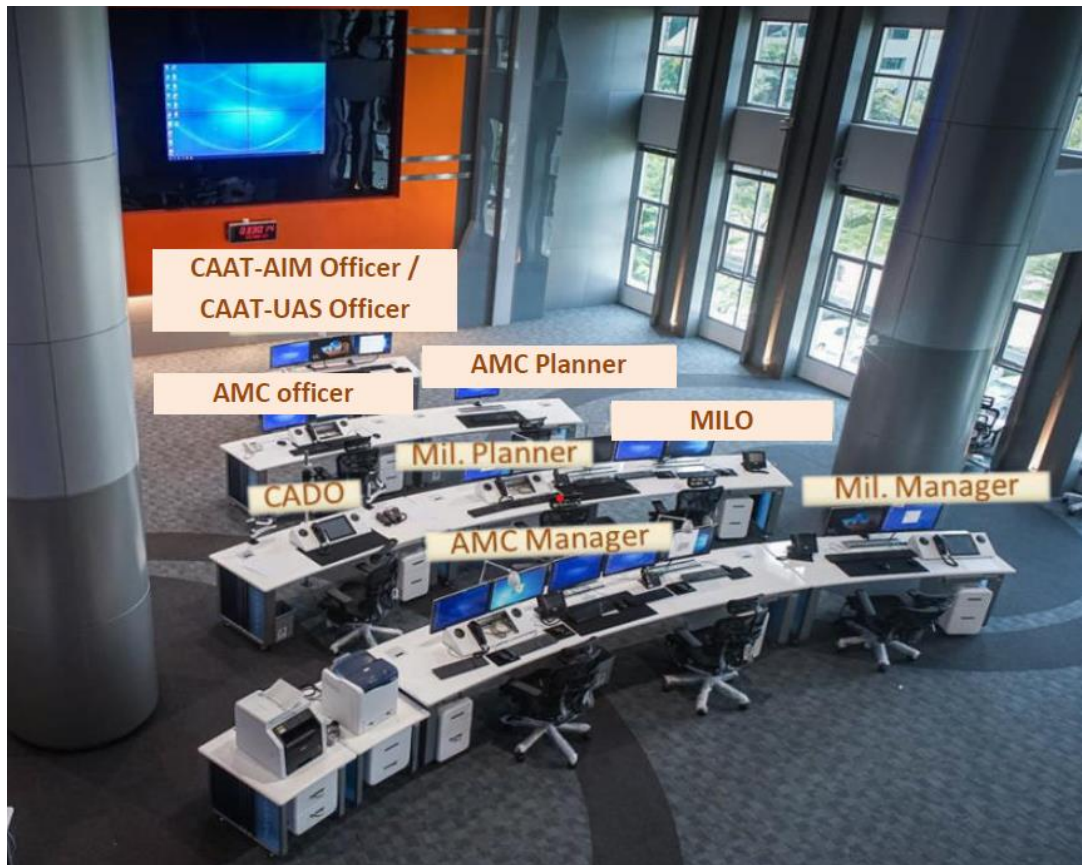 CAAT-AIM Officer /
CAAT-UAS Officer
AMC Planner
AMC officer
MILO
Mil. Planner
CADO
Mil. Manager
AMC Manager